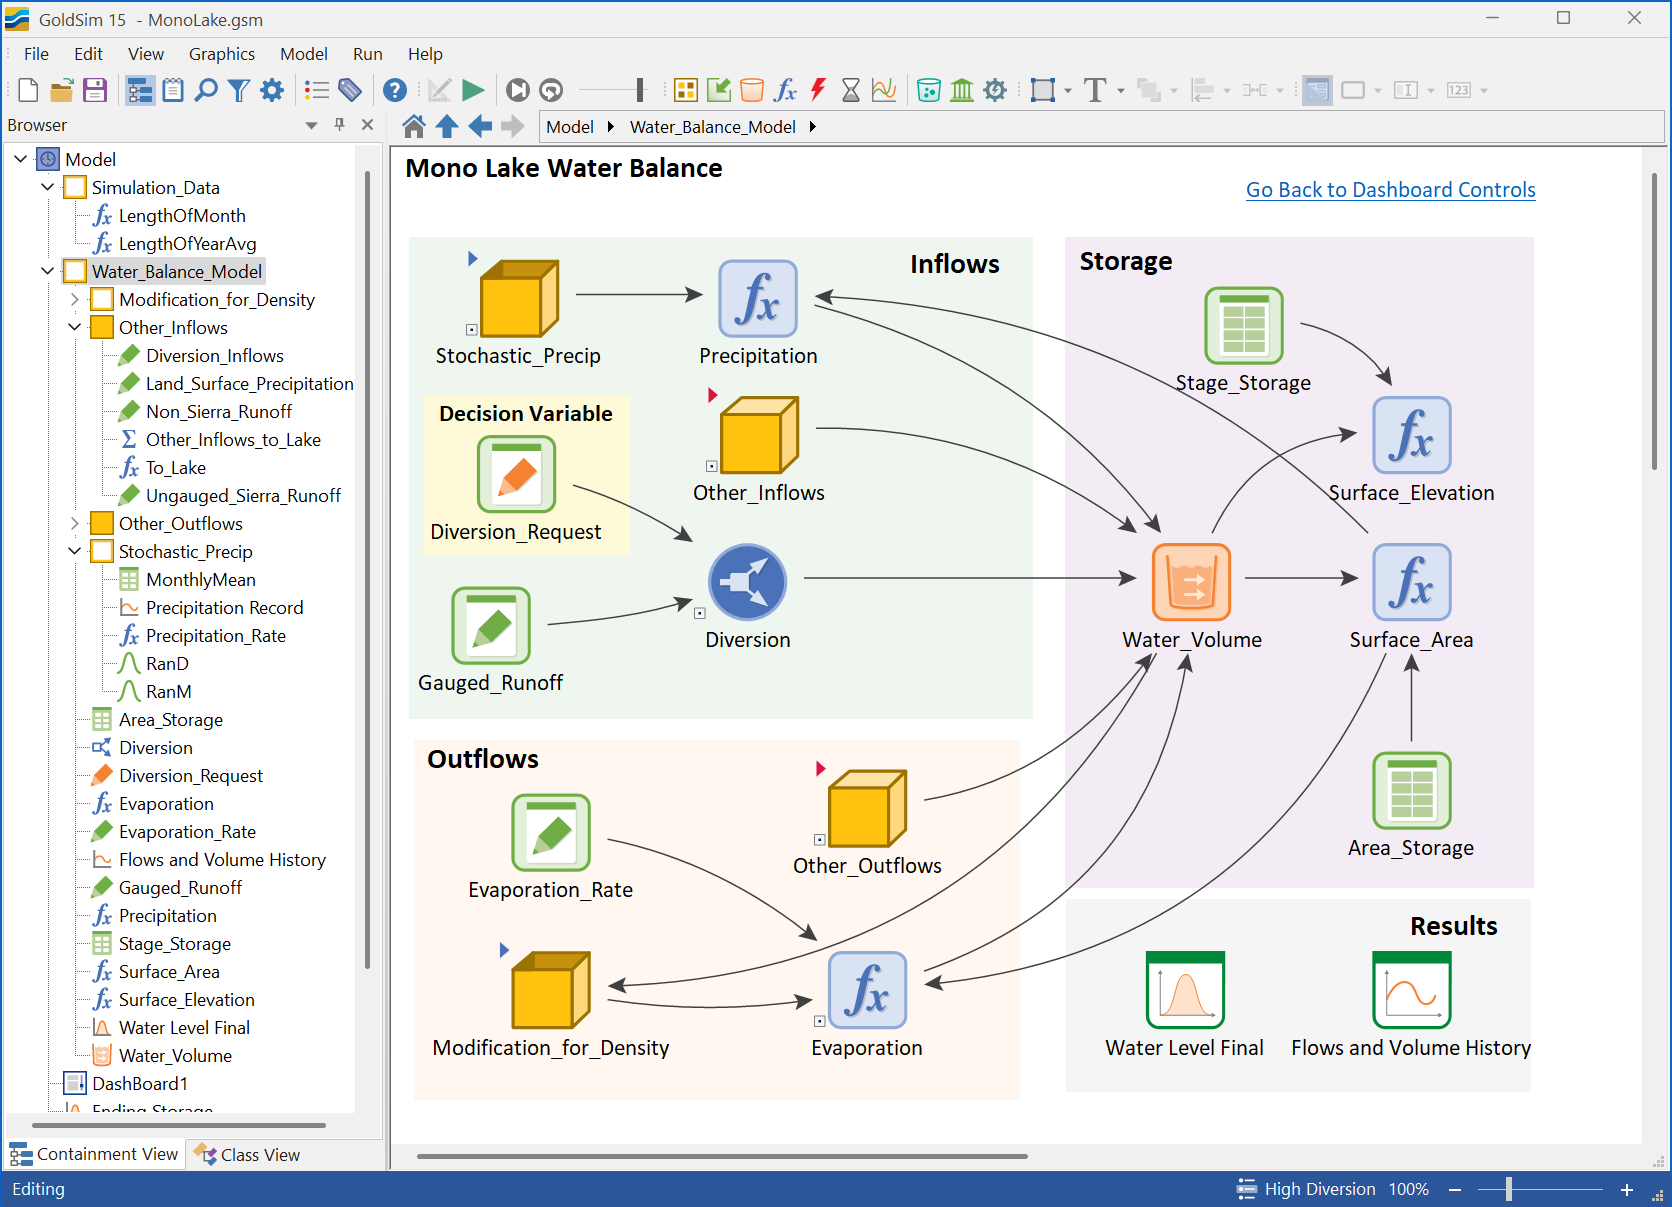 GoldSim 15 - MonoLake.gsm
File Edit View Graphics Model Run Help
Browser
Model Water_Balance_Model
Model
Simulation_Data
LengthOfMonth
LengthOfYearAvg
Water_Balance_Model
Modification_for_Density
Other_Inflows
Diversion_Inflows
Land_Surface_Precipitation
Non_Sierra_Runoff
Other_Inflows_to_Lake
To_Lake
Ungauged_Sierra_Runoff
Other_Outflows
Stochastic_Precip
MonthlyMean
Precipitation Record
Precipitation_Rate
RanD
RanM
Area_Storage
Diversion
Diversion_Request
Evaporation
Evaporation_Rate
Flows and Volume History
Gauged_Runoff
Precipitation
Stage_Storage
Surface_Area
Surface_Elevation
Water Level Final
Water_Volume
DashBoard1
Ending Storage
Containment View Class View
Mono Lake Water Balance
Go Back to Dashboard Controls
Inflows
Stochastic_Precip
Precipitation
Decision Variable
Diversion_Request
Other_Inflows
Diversion
Gauged_Runoff
Storage
Stage_Storage
Surface_Elevation
Water_Volume
Surface_Area
Area_Storage
Outflows
Other_Outflows
Evaporation_Rate
Modification_for_Density
Evaporation
Results
Water Level Final
Flows and Volume History
Editing
High Diversion 100%